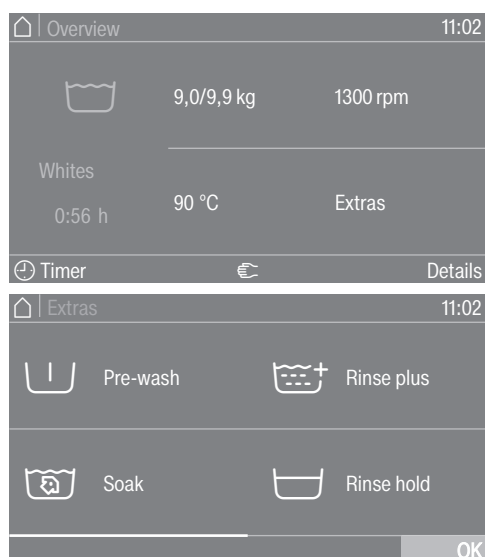 Overview 11:02
9,0/9,9 kg 1300 rpm
Whites
0:56 h
90 °C Extras
Timer Details
Extras 11:02
Pre-wash Rinse plus
Soak Rinse hold
OK